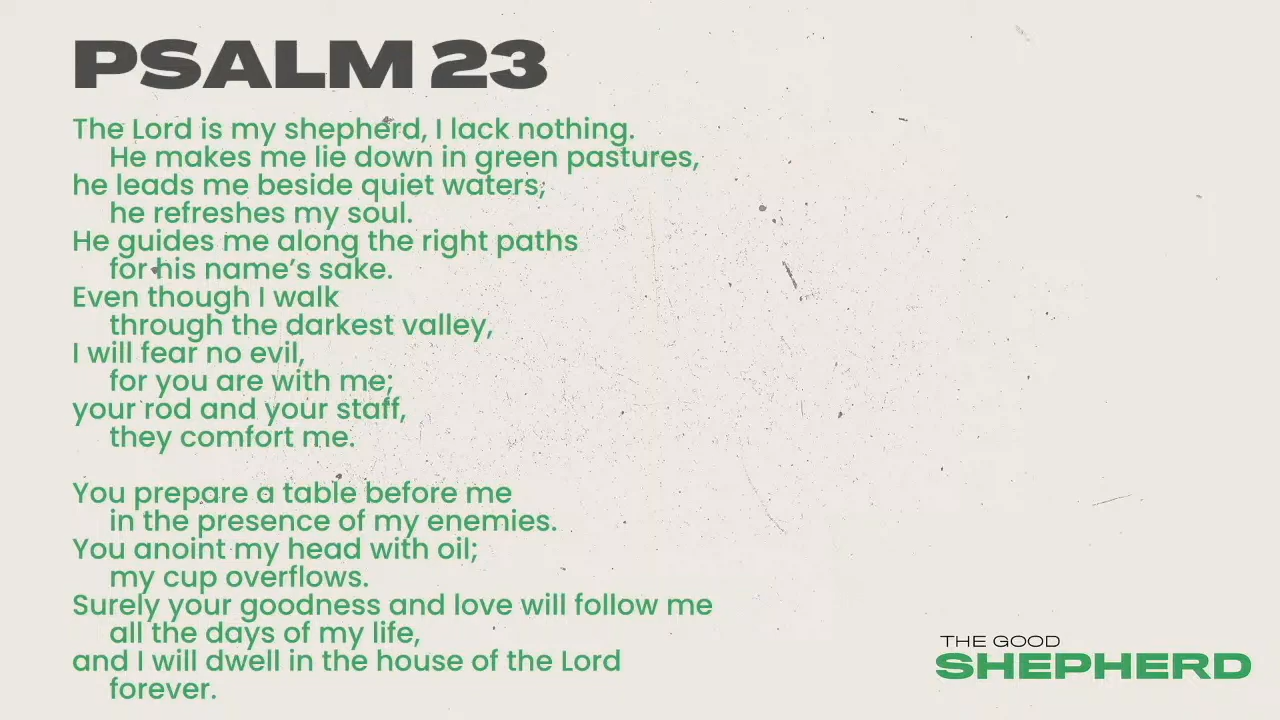 PSALM 23
The Lord is my shepherd, I lack nothing.
He makes me lie down in green pastures,
he leads me beside quiet waters,
he refreshes my soul.
He guides me along the right paths
for his name’s sake.
Even though I walk
through the darkest valley,
I will fear no evil,
for you are with me;
your rod and your staff,
they comfort me.
You prepare a table before me
in the presence of my enemies.
You anoint my head with oil;
my cup overflows.
Surely your goodness and love will follow me
all the days of my life,
and I will dwell in the house of the Lord
forever.
THE GOOD
SHEPHERD